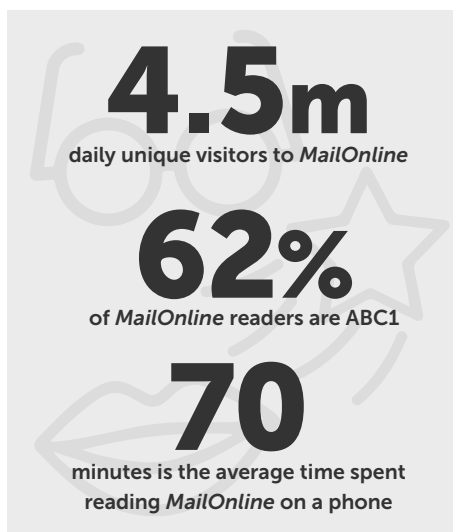 4.5m
daily unique visitors to MailOnline
62%
of MailOnline readers are ABC1
70
minutes is the average time spent
reading MailOnline on a phone